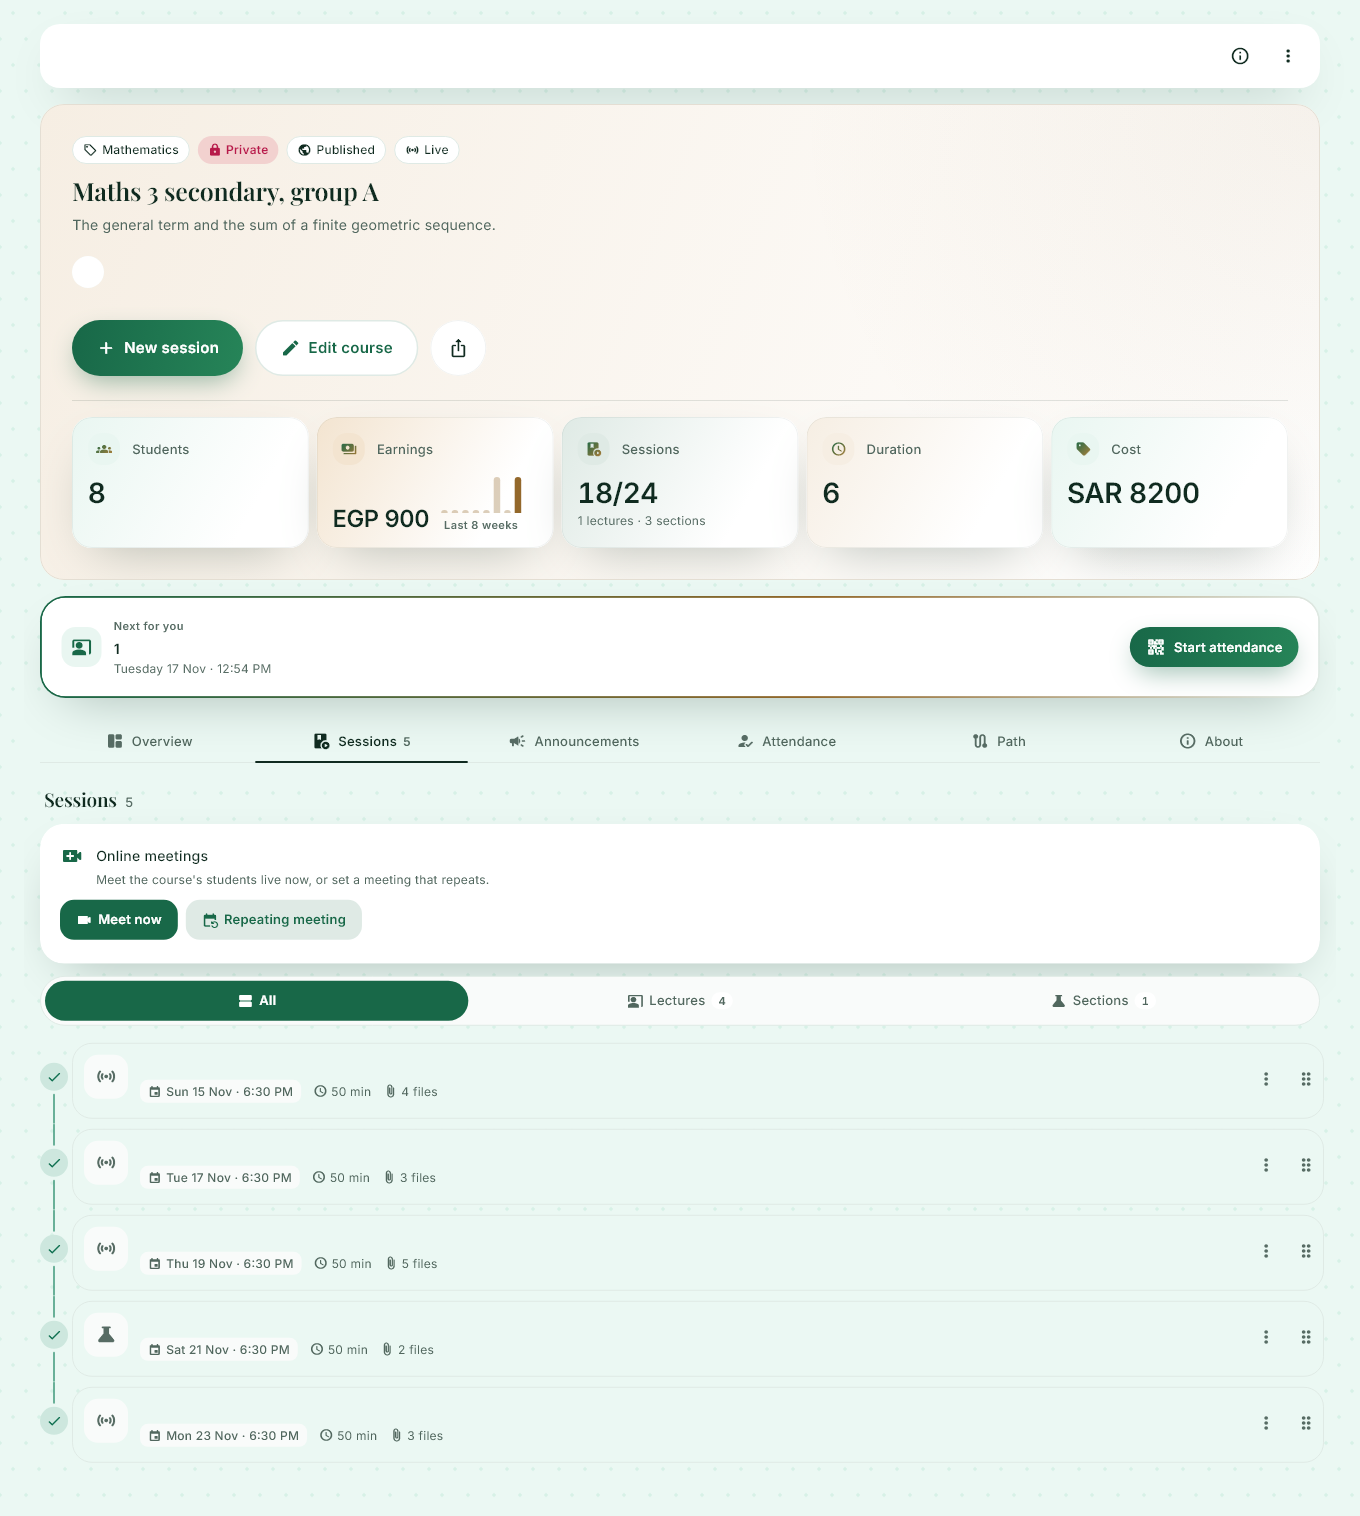 Mathematics
Private
Published
Live
Maths 3 secondary, group A
The general term and the sum of a finite geometric sequence.
New session
Edit course
Students
8
Earnings
EGP 900
Last 8 weeks
Sessions
18/24
1 lectures · 3 sections
Duration
6
Cost
SAR 8200
Next for you
1
Tuesday 17 Nov · 12:54 PM
Start attendance
Overview
Sessions 5
Announcements
Attendance
Path
About
Sessions 5
Online meetings
Meet the course's students live now, or set a meeting that repeats.
Meet now
Repeating meeting
All
Lectures 4
Sections 1
Sun 15 Nov · 6:30 PM 50 min 4 files
Tue 17 Nov · 6:30 PM 50 min 3 files
Thu 19 Nov · 6:30 PM 50 min 5 files
Sat 21 Nov · 6:30 PM 50 min 2 files
Mon 23 Nov · 6:30 PM 50 min 3 files